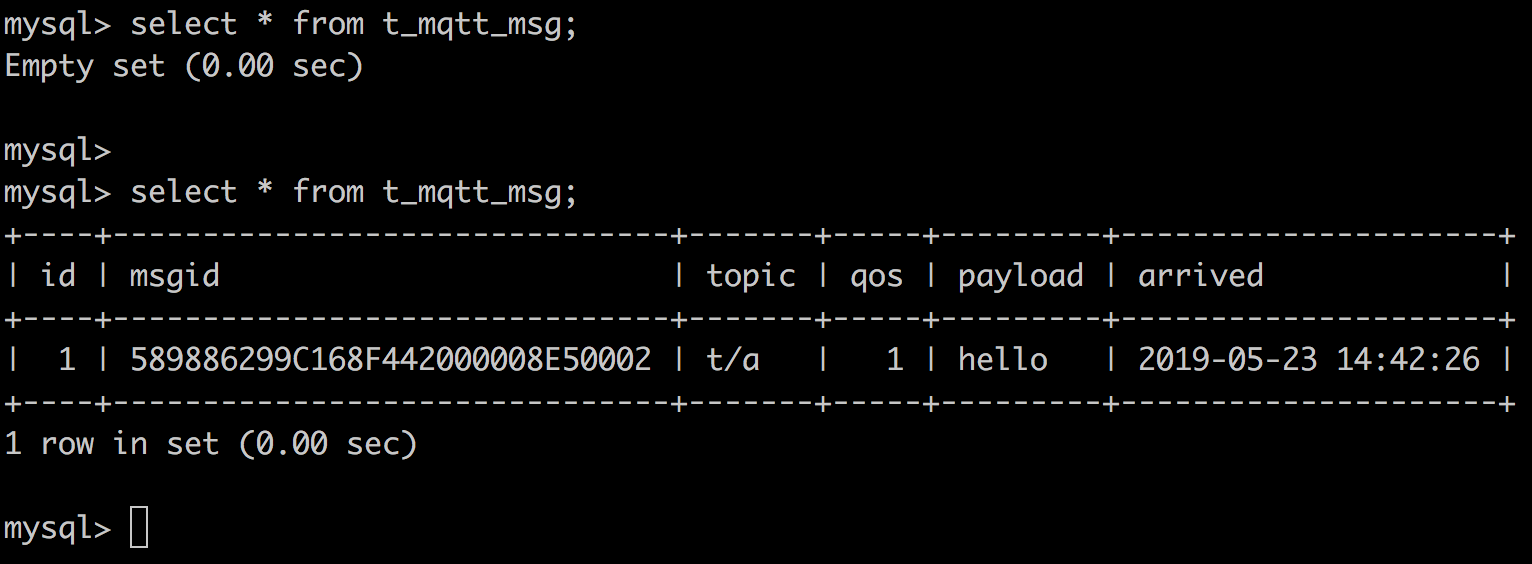 mysql> select * from t_mqtt_msg;
Empty set (0.00 sec)
mysql>
mysql> select * from t_mqtt_msg;
+----+-------------------------------+-------+-----+---------+---------------------+
| id | msgid                         | topic | qos | payload | arrived             |
+----+-------------------------------+-------+-----+---------+---------------------+
|  1 | 589886299C168F442000008E50002 | t/a   |   1 | hello   | 2019-05-23 14:42:26 |
+----+-------------------------------+-------+-----+---------+---------------------+
1 row in set (0.00 sec)
mysql>